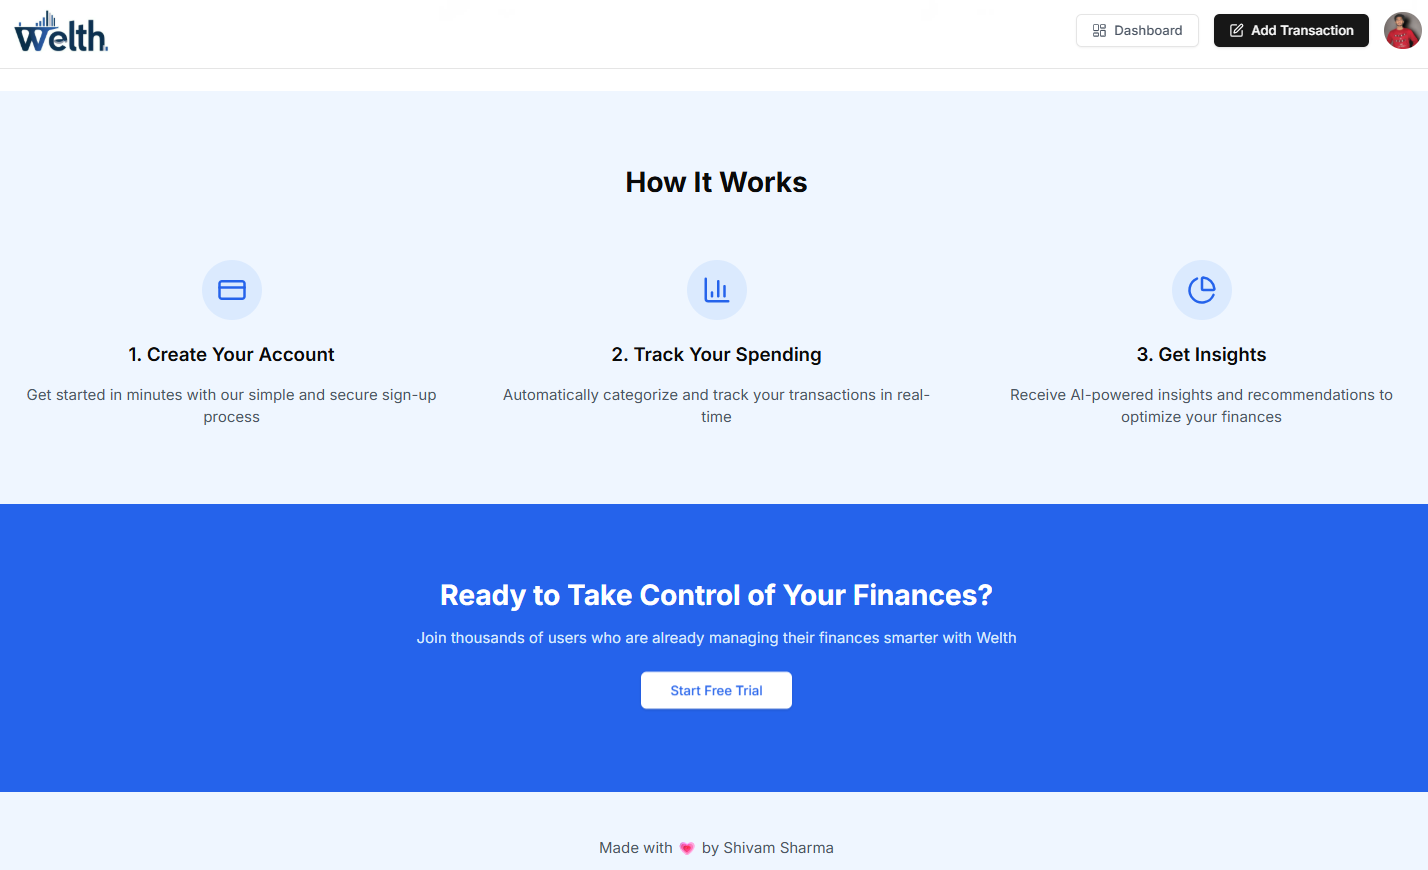 Welth.
Dashboard
Add Transaction
How It Works
1. Create Your Account
Get started in minutes with our simple and secure sign-up
process
2. Track Your Spending
Automatically categorize and track your transactions in real-
time
3. Get Insights
Receive AI-powered insights and recommendations to
optimize your finances
Ready to Take Control of Your Finances?
Join thousands of users who are already managing their finances smarter with Welth
Start Free Trial
Made with 💗 by Shivam Sharma